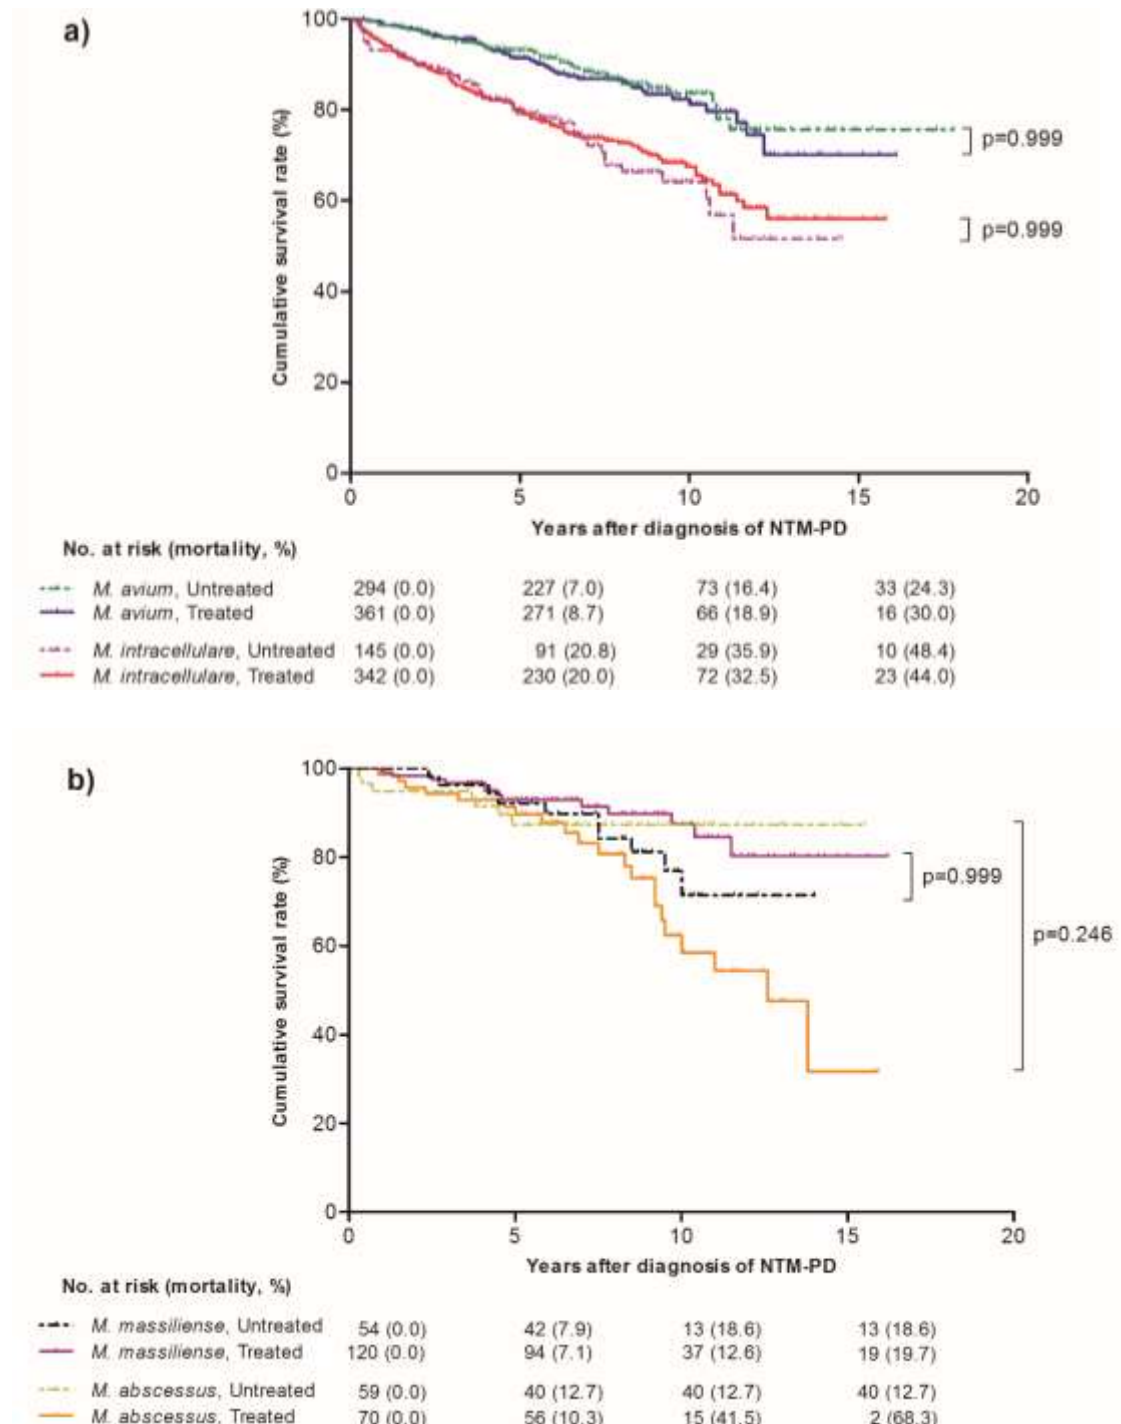 a)
100
80
60
40
20
0
Cumulative survival rate (%)
p=0.999
p=0.999
0 5 10 15 20
Years after diagnosis of NTM-PD
No. at risk (mortality, %)
M. avium, Untreated 294 (0.0) 227 (7.0) 73 (16.4) 33 (24.3)
M. avium, Treated 361 (0.0) 271 (8.7) 66 (18.9) 16 (30.0)
M. intracellulare, Untreated 145 (0.0) 91 (20.8) 29 (35.9) 10 (48.4)
M. intracellulare, Treated 342 (0.0) 230 (20.0) 72 (32.5) 23 (44.0)
b)
100
80
60
40
20
0
Cumulative survival rate (%)
p=0.999
p=0.246
0 5 10 15 20
Years after diagnosis of NTM-PD
No. at risk (mortality, %)
M. massiliense, Untreated 54 (0.0) 42 (7.9) 13 (18.6) 13 (18.6)
M. massiliense, Treated 120 (0.0) 94 (7.1) 37 (12.6) 19 (19.7)
M. abscessus, Untreated 59 (0.0) 40 (12.7) 40 (12.7) 40 (12.7)
M. abscessus, Treated 70 (0.0) 56 (10.3) 15 (41.5) 2 (68.3)